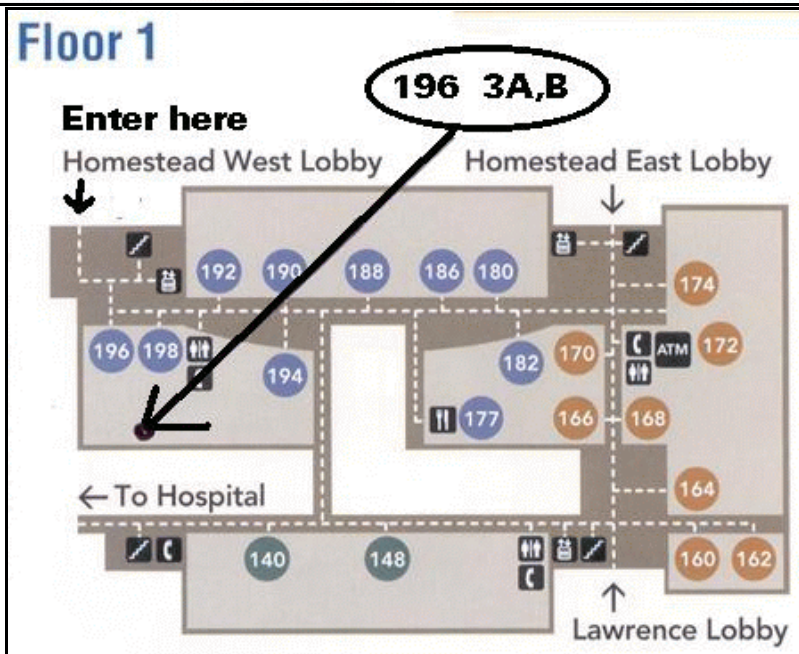 Floor 1
196 3A,B
Enter here
Homestead West Lobby
Homestead East Lobby
192 190 188 186 180
174
196 198
194
182 170
ATM 172
177
166 168
← To Hospital
164
140 148
160 162
Lawrence Lobby